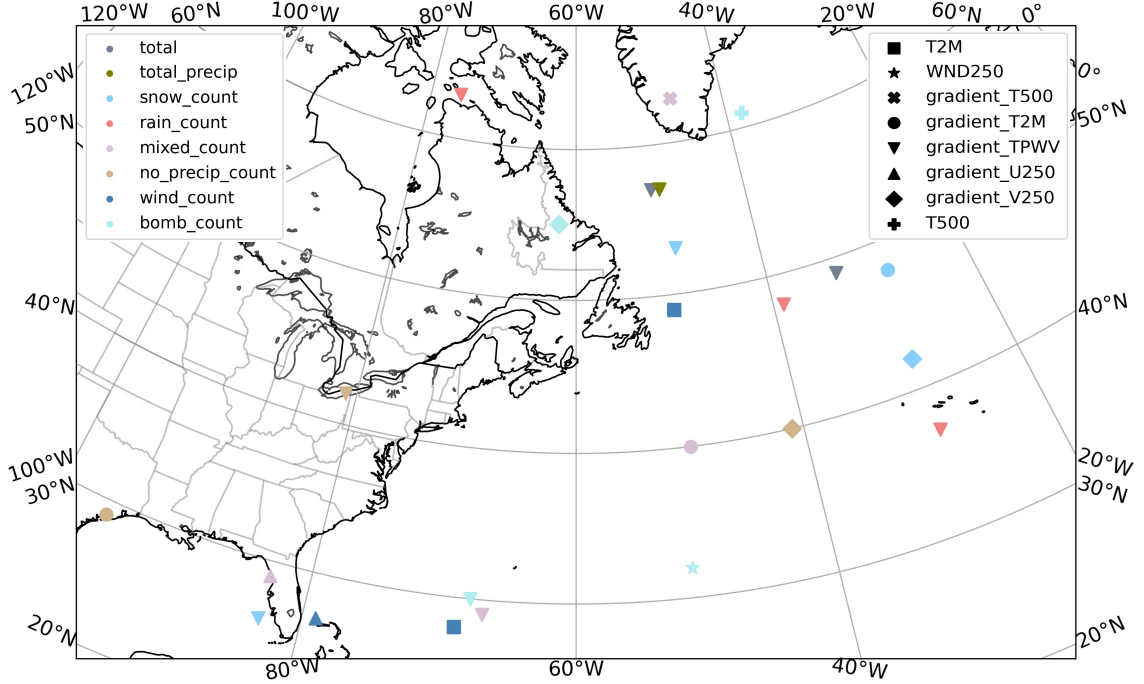 120°W 60°N 100°W 80°W 60°W 40°W 20°W 60°N 0°
120°W
50°N
40°N
100°W
30°N
20°N
total
total_precip
snow_count
rain_count
mixed_count
no_precip_count
wind_count
bomb_count
T2M
WND250
gradient_T500
gradient_T2M
gradient_TPWV
gradient_U250
gradient_V250
T500
0°
50°N
40°N
20°W
30°N
20°N
80°W 60°W 40°W